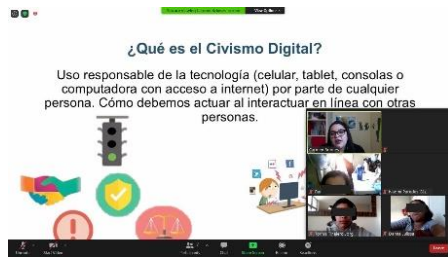 ¿Qué es el Civismo Digital?
Uso responsable de la tecnología (celular, tablet, consolas o
computadora con acceso a internet) por parte de cualquier
persona. Cómo debemos actuar al interactuar en línea con otras
personas.